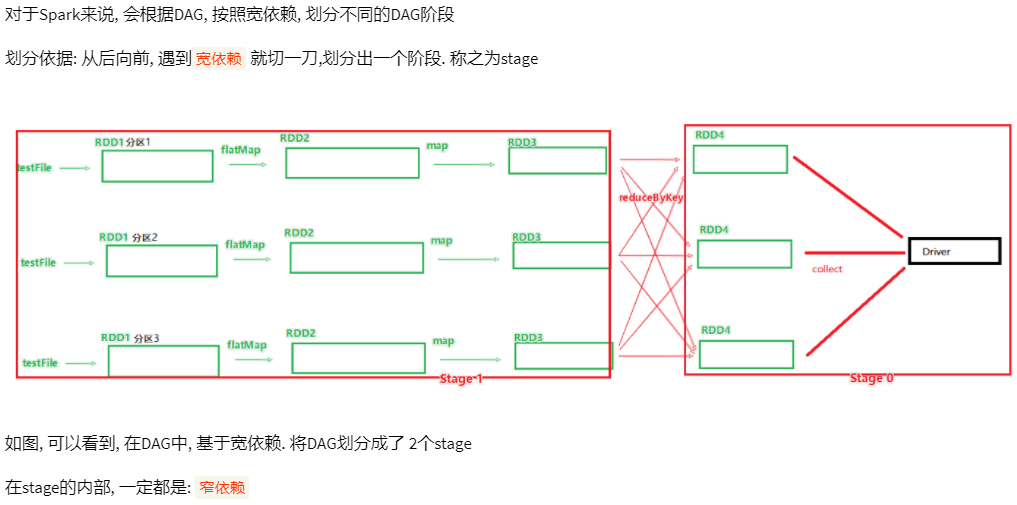 对于Spark来说, 会根据DAG, 按照宽依赖, 划分不同的DAG阶段
划分依据: 从后向前, 遇到 宽依赖 就切一刀,划分出一个阶段. 称之为stage
RDD1 分区1
flatMap
RDD2
map
RDD3
RDD4
testFile
reduceByKey
RDD1 分区2
flatMap
RDD2
map
RDD3
RDD4
testFile
Driver
collect
RDD1 分区3
flatMap
RDD2
map
RDD3
RDD4
testFile
Stage 1
Stage 0
如图, 可以看到, 在DAG中, 基于宽依赖. 将DAG划分成了 2个stage
在stage的内部, 一定都是: 窄依赖